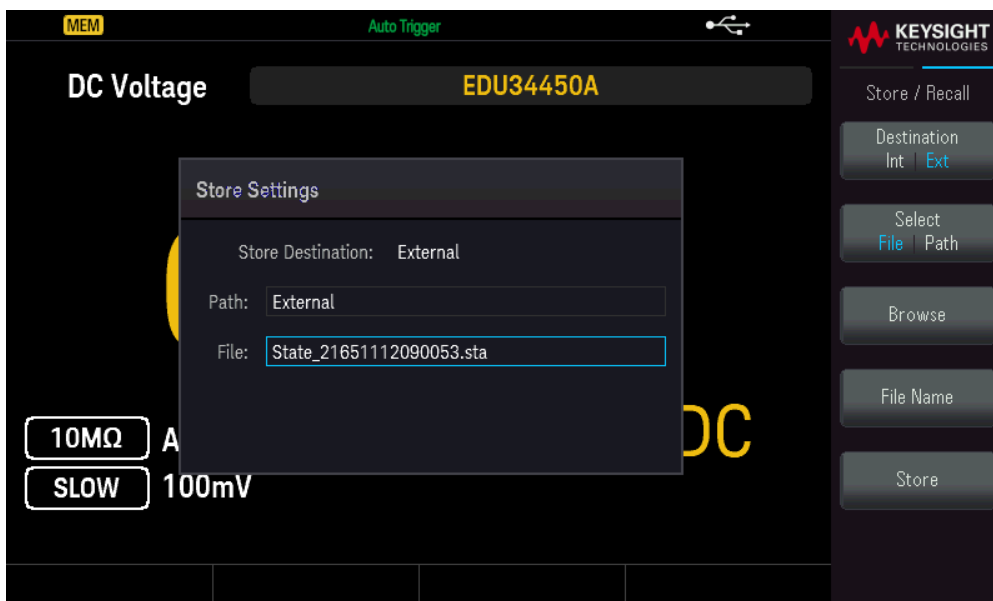 MEM
Auto Trigger
KEYSIGHT
TECHNOLOGIES
DC Voltage
EDU34450A
Store / Recall
Destination
Int | Ext
Store Settings
Store Destination: External
Select
File | Path
Path: External
Browse
File: State_21651112090053.sta
File Name
10MΩ A
DC
SLOW 100mV
Store